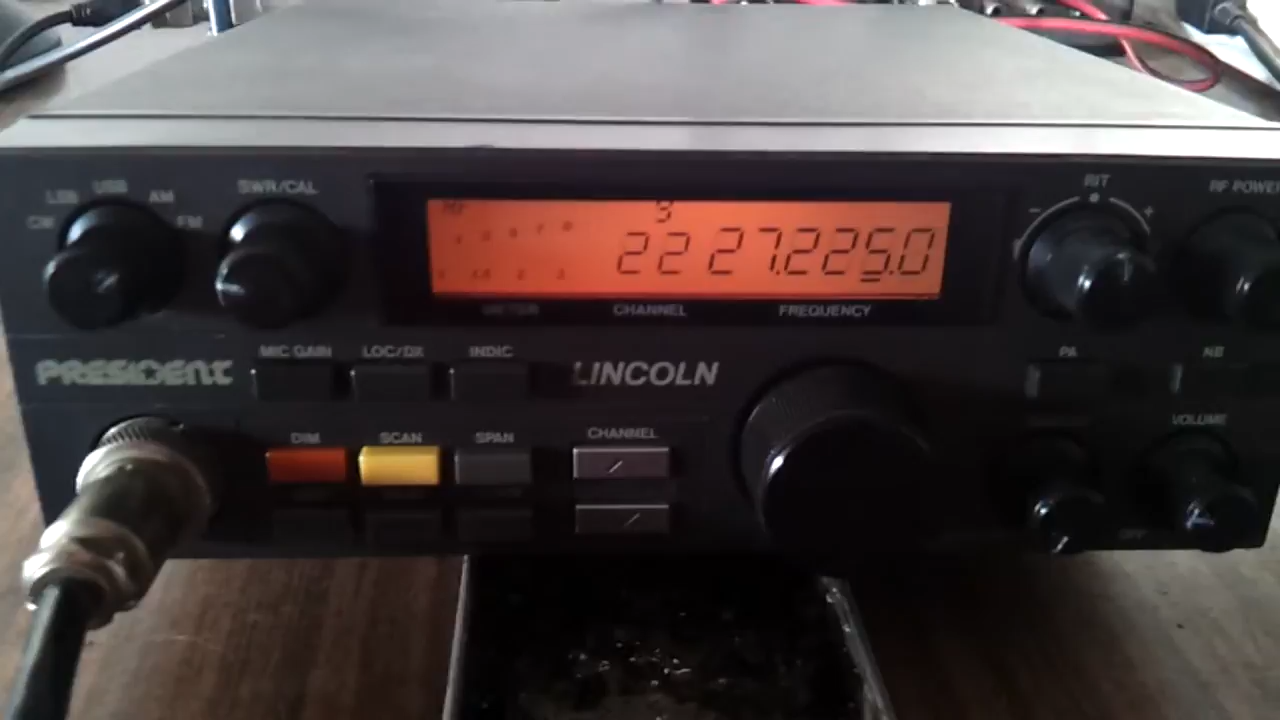 LSB USB AM SWR/CAL RIT RF POWER
CW FM - +
9
22 27.225.0
CHANNEL FREQUENCY
MIC GAIN LOC/DX INDIC PA NB
PRESIDENT LINCOLN
DIM SCAN SPAN CHANNEL VOLUME
OFF